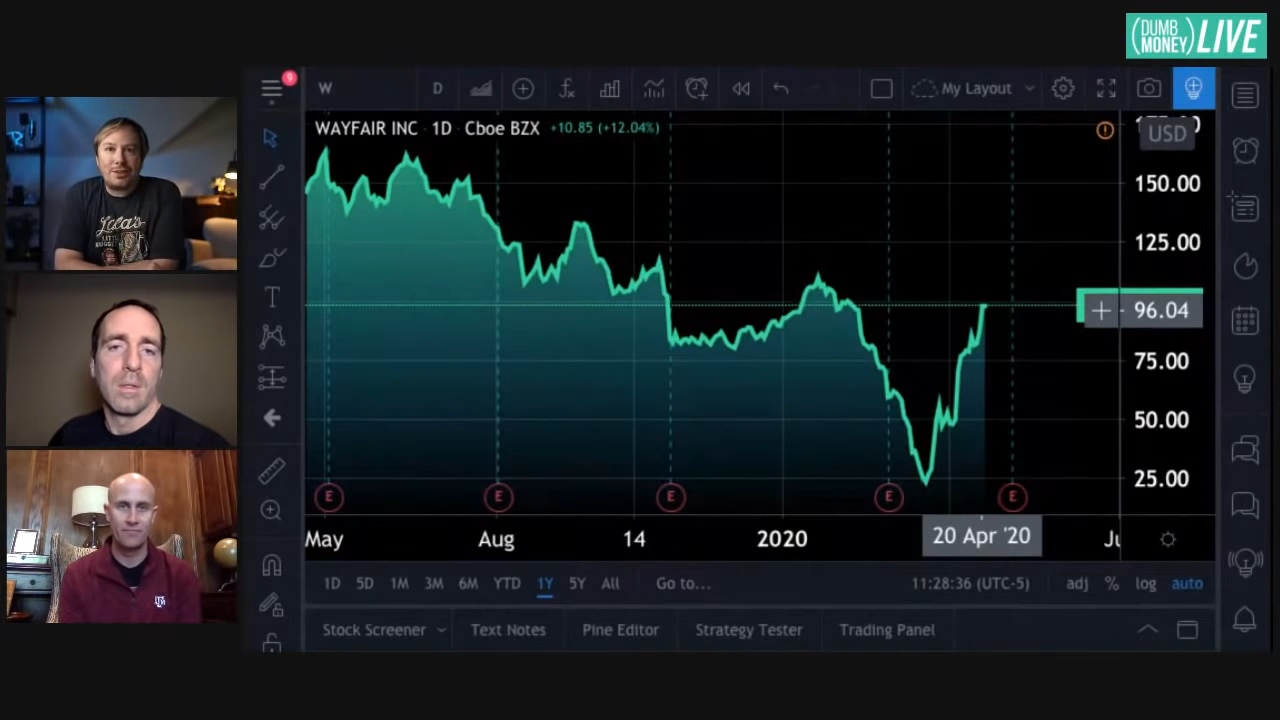 (DUMB MONEY) LIVE
9
W
D
My Layout
WAYFAIR INC 1D Cboe BZX +10.85 (+12.04%)
USD
150.00
125.00
96.04
75.00
50.00
25.00
E
E
E
E
E
May
Aug
14
2020
20 Apr '20
1D 5D 1M 3M 6M YTD 1Y 5Y All Go to...
11:28:36 (UTC-5) adj % log auto
Stock Screener Text Notes Pine Editor Strategy Tester Trading Panel
Lala's
LITTLE